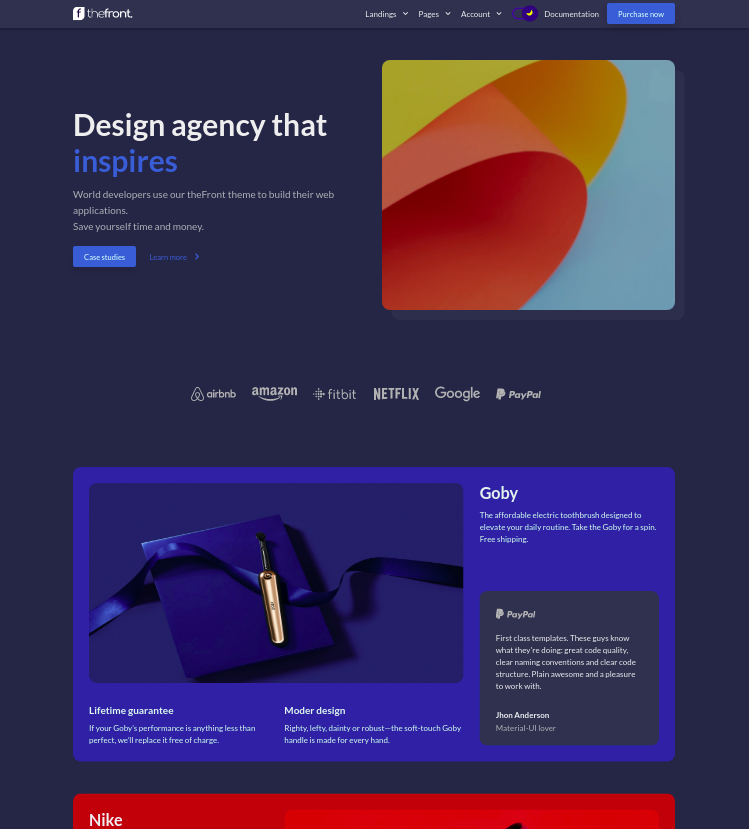 thefront.
Landings Pages Account Documentation Purchase now
Design agency that
inspires
World developers use our theFront theme to build their web
applications.
Save yourself time and money.
Case studies Learn more
airbnb amazon fitbit NETFLIX Google PayPal
Goby
The affordable electric toothbrush designed to
elevate your daily routine. Take the Goby for a spin.
Free shipping.
PayPal
First class templates. These guys know
what they're doing: great code quality,
clear naming conventions and clear code
structure. Plain awesome and a pleasure
to work with.
Jhon Anderson
Material-UI lover
Lifetime guarantee
If your Goby's performance is anything less than
perfect, we'll replace it free of charge.
Moder design
Righty, lefty, dainty or robust—the soft-touch Goby
handle is made for every hand.
Nike